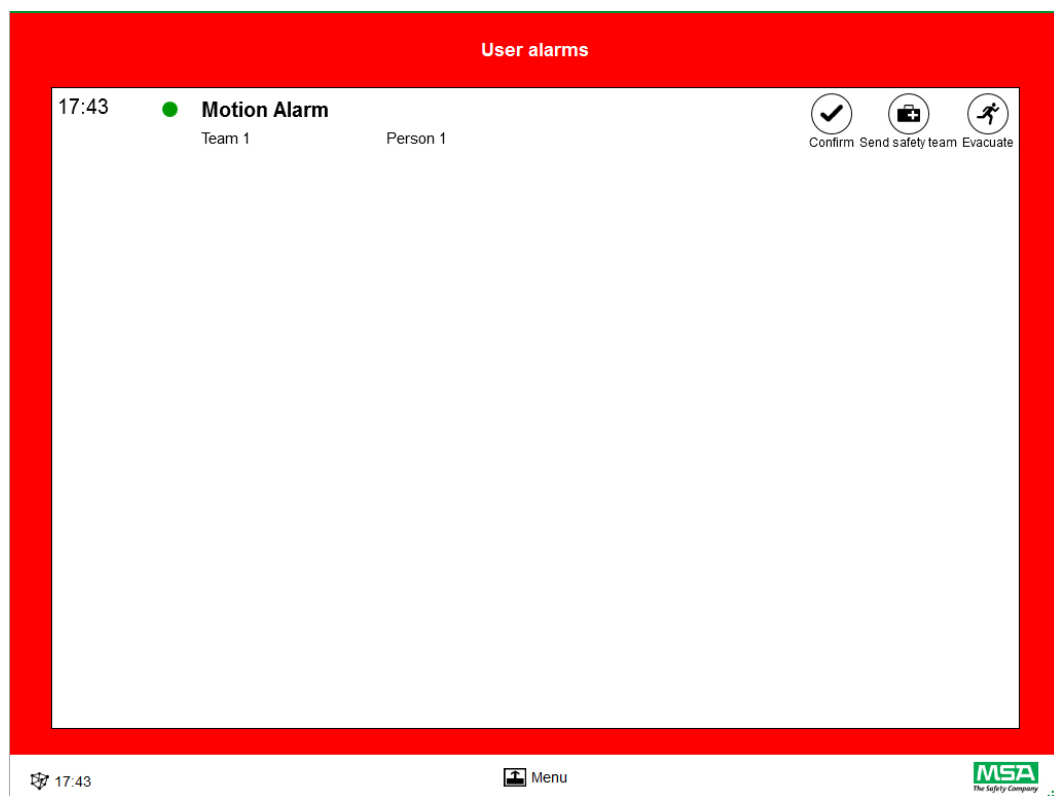 User alarms
17:43
Motion Alarm
Team 1
Person 1
Confirm
Send safety team
Evacuate
17:43
Menu
MSA
The Safety Company